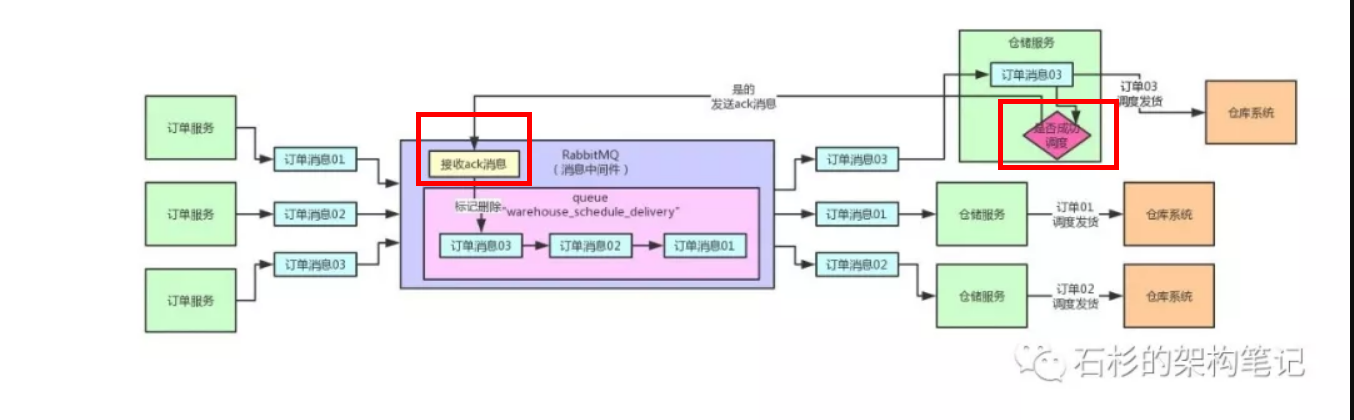 仓储服务
订单消息03
订单03
调度发货
仓库系统
是否成功
调度
是的
发送ack消息
订单服务
订单消息01
接收ack消息
RabbitMQ
（消息中间件）
订单消息03
标记删除
queue
"warehouse_schedule_delivery"
订单服务
订单消息02
订单消息01
仓储服务
订单01
调度发货
仓库系统
订单消息03
订单消息02
订单消息01
订单服务
订单消息03
订单消息02
仓储服务
订单02
调度发货
仓库系统
石杉的架构笔记